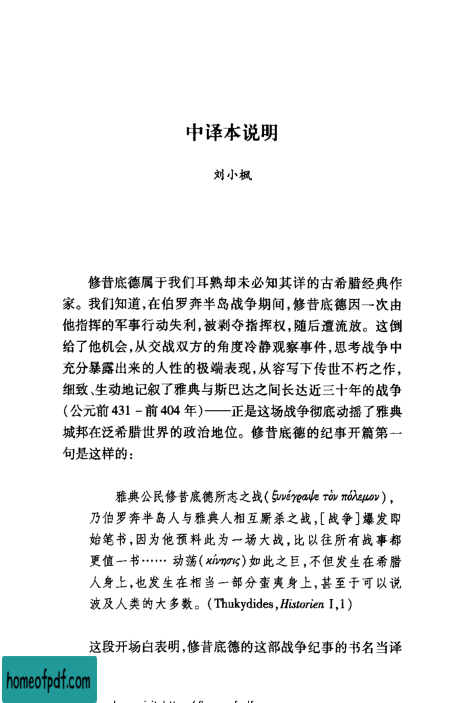 中译本说明
刘小枫
修昔底德属于我们耳熟却未必知其详的古希腊经典作
家。我们知道,在伯罗奔半岛战争期间,修昔底德因一次由
他指挥的军事行动失利,被剥夺指挥权,随后遭流放。这倒
给了他机会,从交战双方的角度冷静观察事件,思考战争中
充分暴露出来的人性的极端表现,从容写下传世不朽之作,
细致、生动地记叙了雅典与斯巴达之间长达近三十年的战争
(公元前431-前404年)——正是这场战争彻底动摇了雅典
城邦在泛希腊世界的政治地位。修昔底德的纪事开篇第一
句是这样的:
雅典公民修昔底德所志之战(ξυνέγραψε τὸν πόλεμον),
乃伯罗奔半岛人与雅典人相互厮杀之战,[战争]爆发即
始笔书,因为他预料此为一场大战,比以往所有战事都
更值一书…… 动荡(κίνησις)如此之巨,不但发生在希腊
人身上,也发生在相当一部分蛮夷身上,甚至于可以说
波及人类的大多数。(Thukydides,Historien I,1)
这段开场白表明,修昔底德的这部战争纪事的书名当译
homeofpdf.com